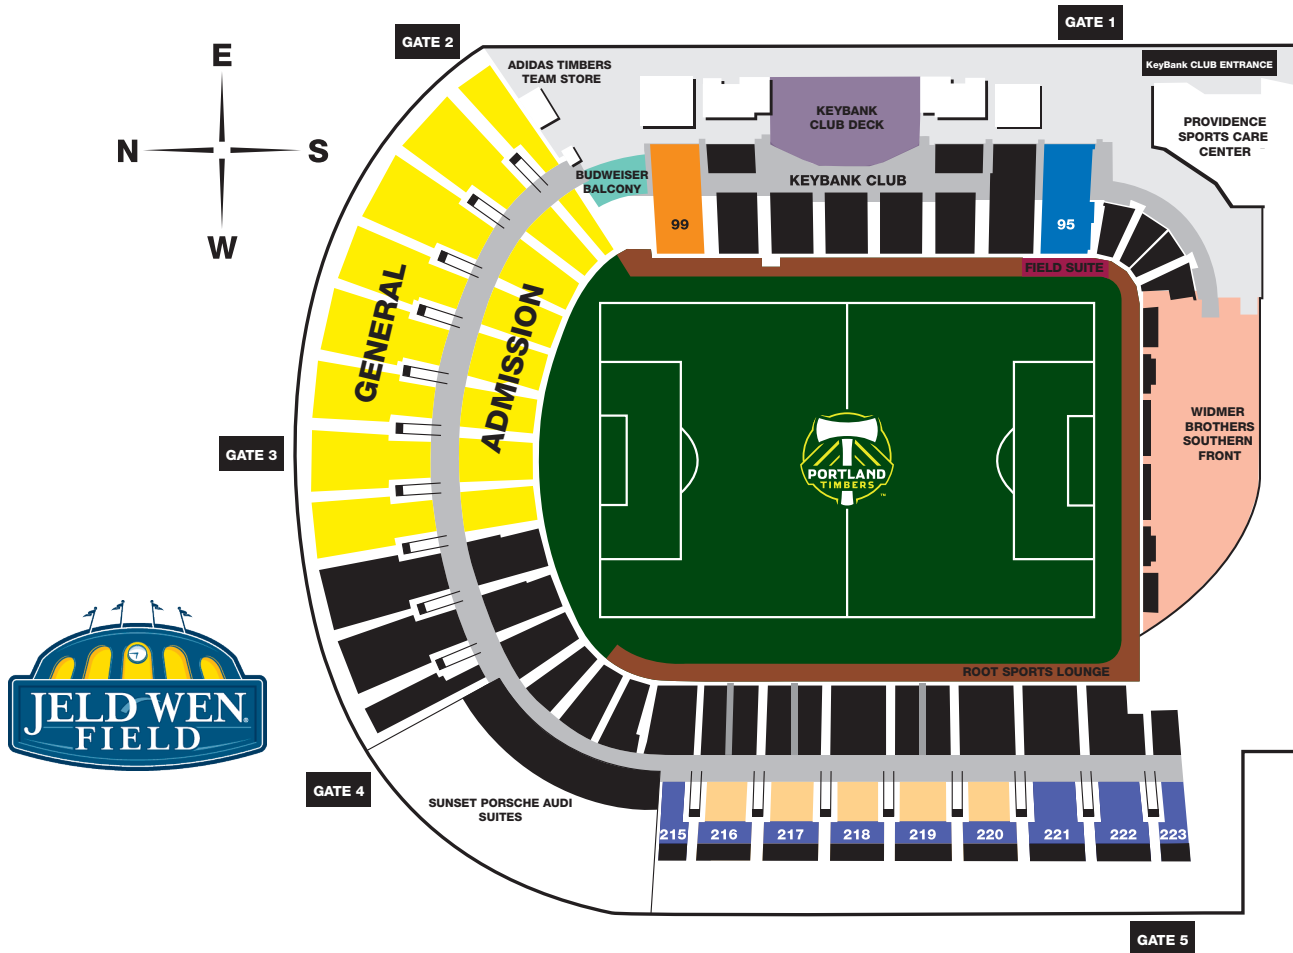 GATE 1
GATE 2
E
N
S
W
ADIDAS TIMBERS
TEAM STORE
KeyBank CLUB ENTRANCE
KEYBANK
CLUB DECK
PROVIDENCE
SPORTS CARE
CENTER
BUDWEISER
BALCONY
KEYBANK CLUB
99
95
FIELD SUITE
GENERAL
ADMISSION
GATE 3
WIDMER
BROTHERS
SOUTHERN
FRONT
PORTLAND
TIMBERS
™
ROOT SPORTS LOUNGE
JELD WEN
®
FIELD
GATE 4
SUNSET PORSCHE AUDI
SUITES
215
216
217
218
219
220
221
222
223
GATE 5